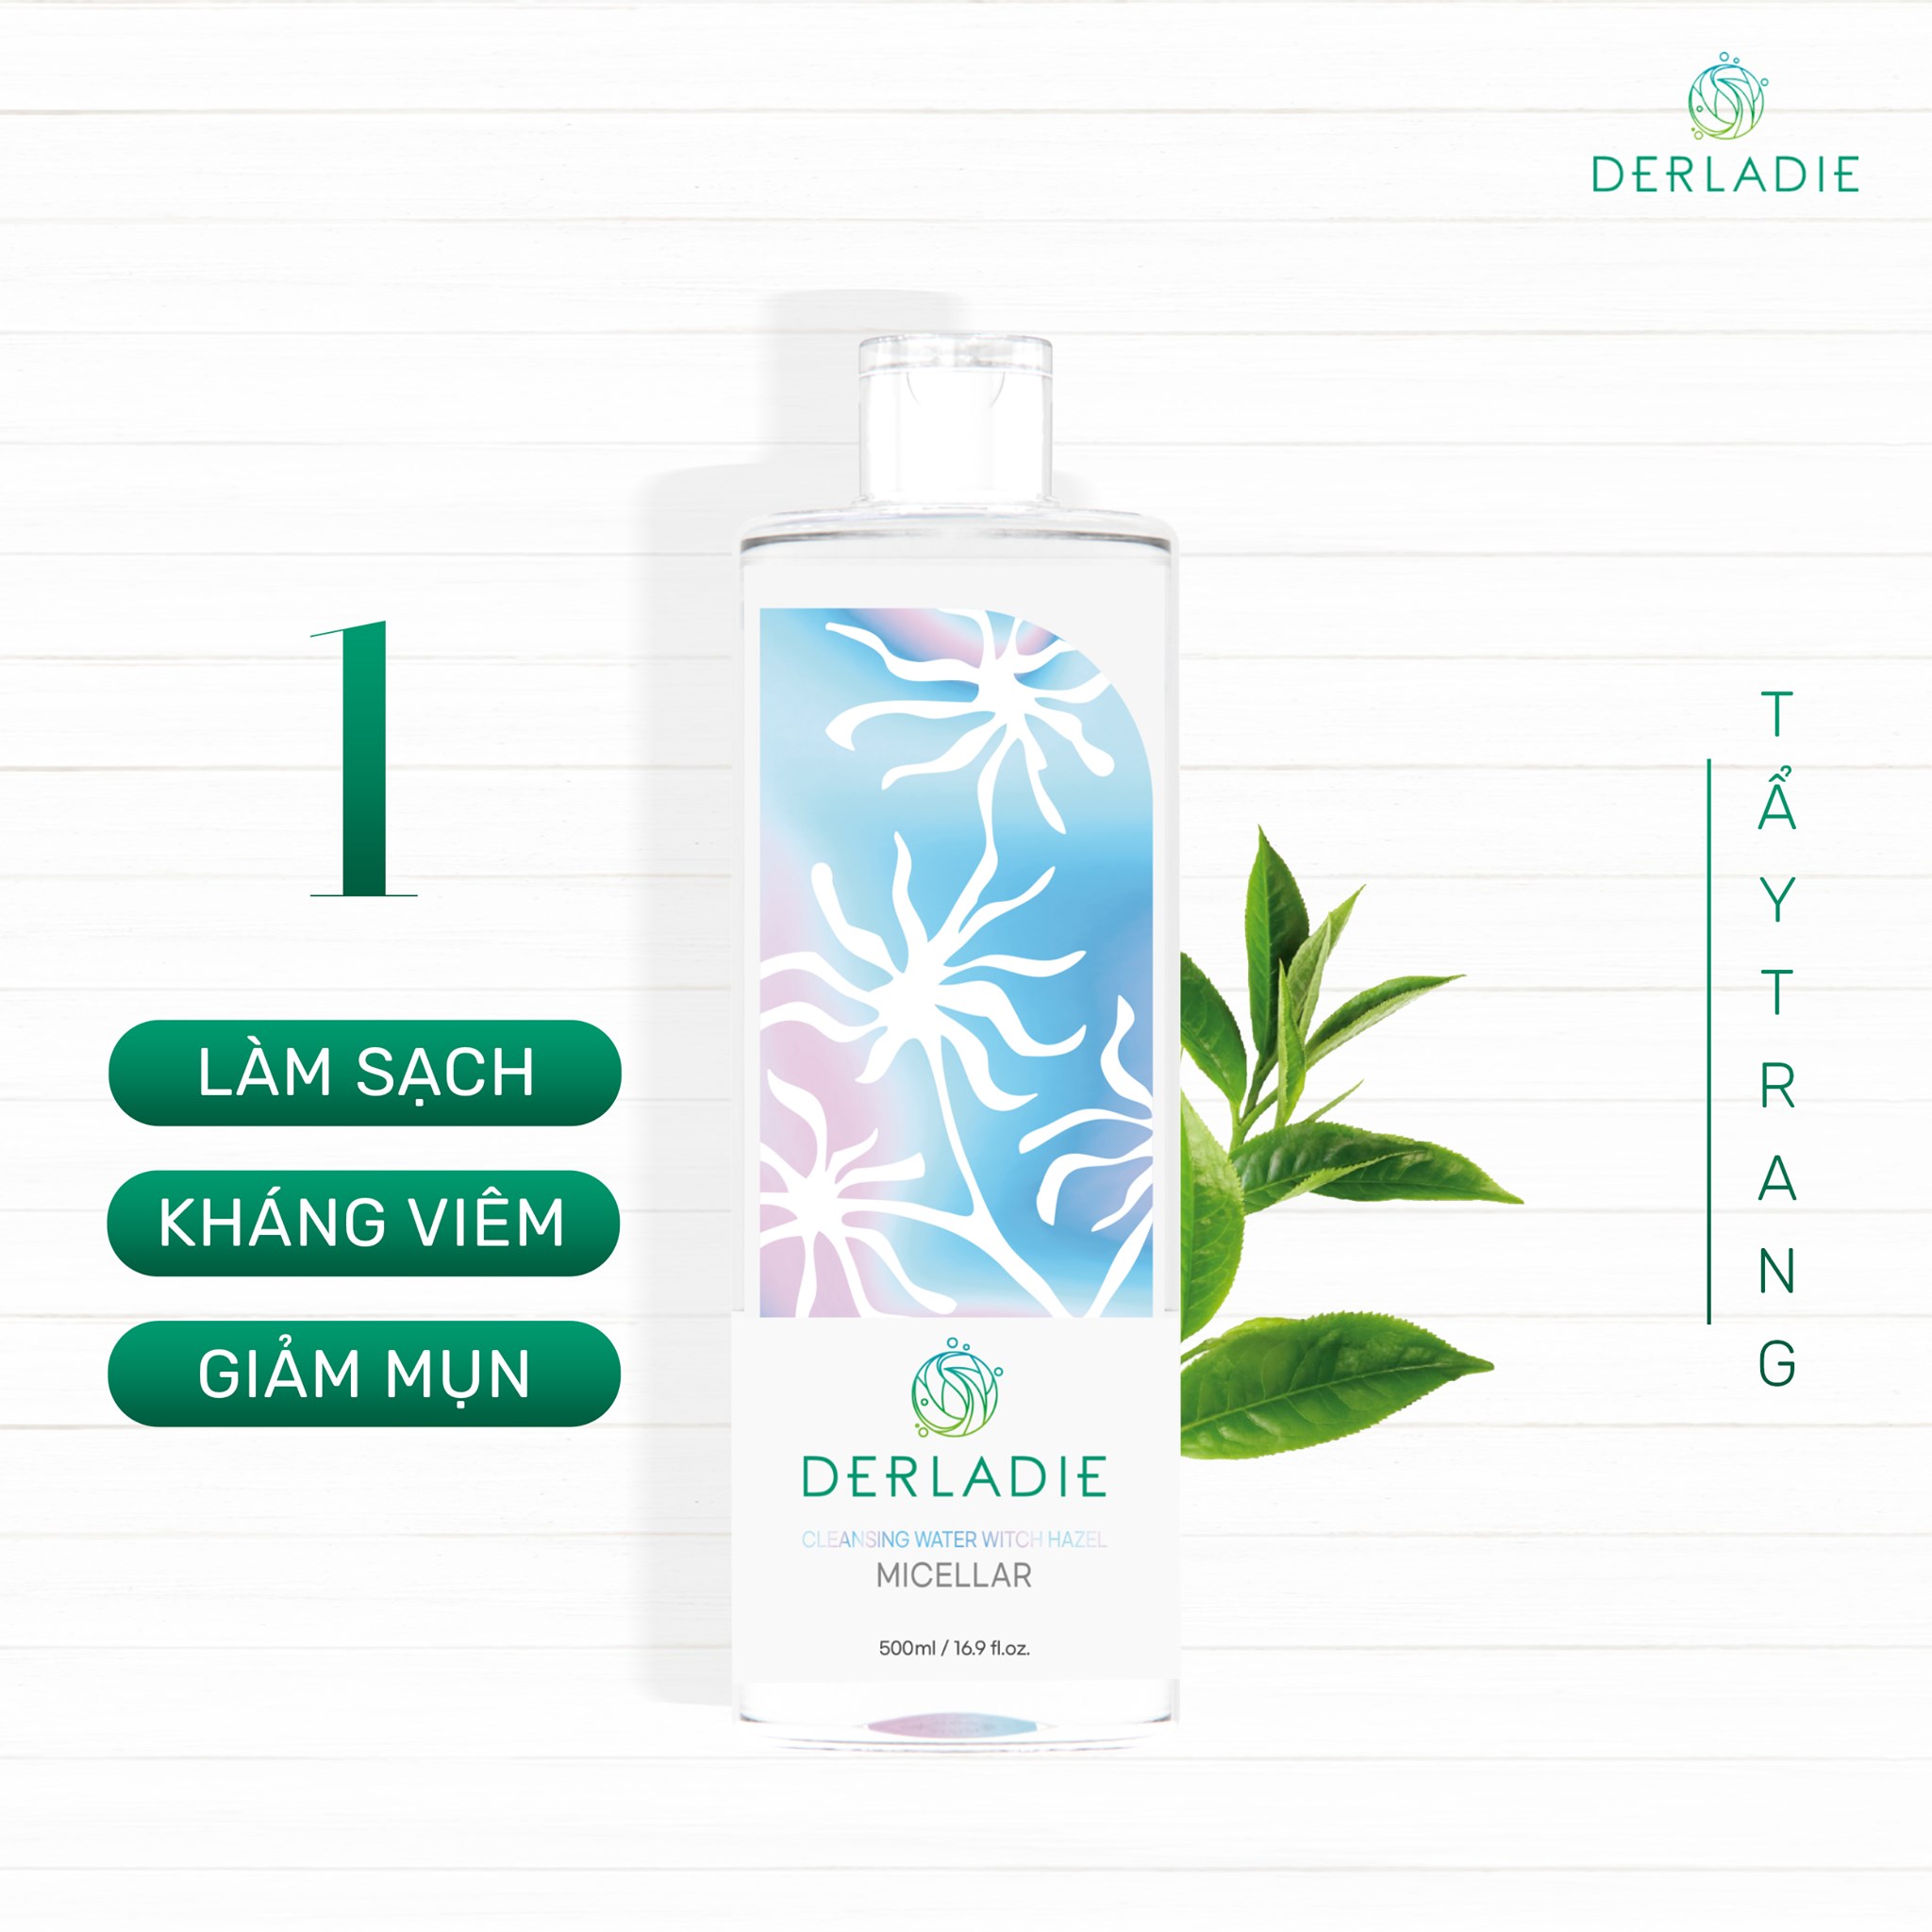 DERLADIE
1
LÀM SẠCH
KHÁNG VIÊM
GIẢM MỤN
DERLADIE
CLEANSING WATER WITCH HAZEL
MICELLAR
500ml / 16.9 fl.oz.
TẨY TRANG